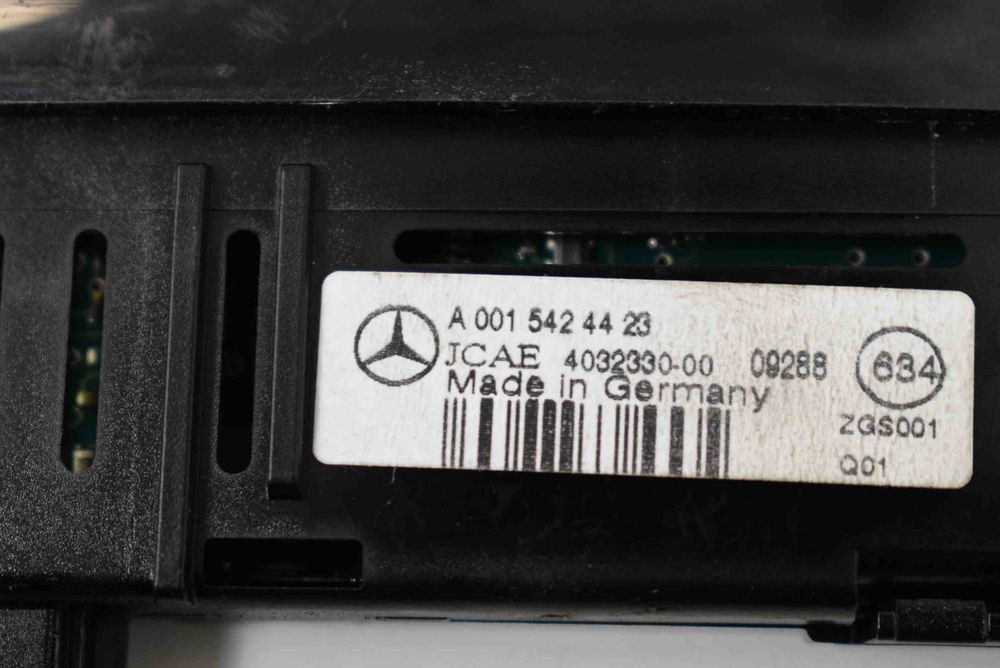 A 001 542 44 23
JCAE 4032330-00 09288 634
Made in Germany
ZGS001
Q01